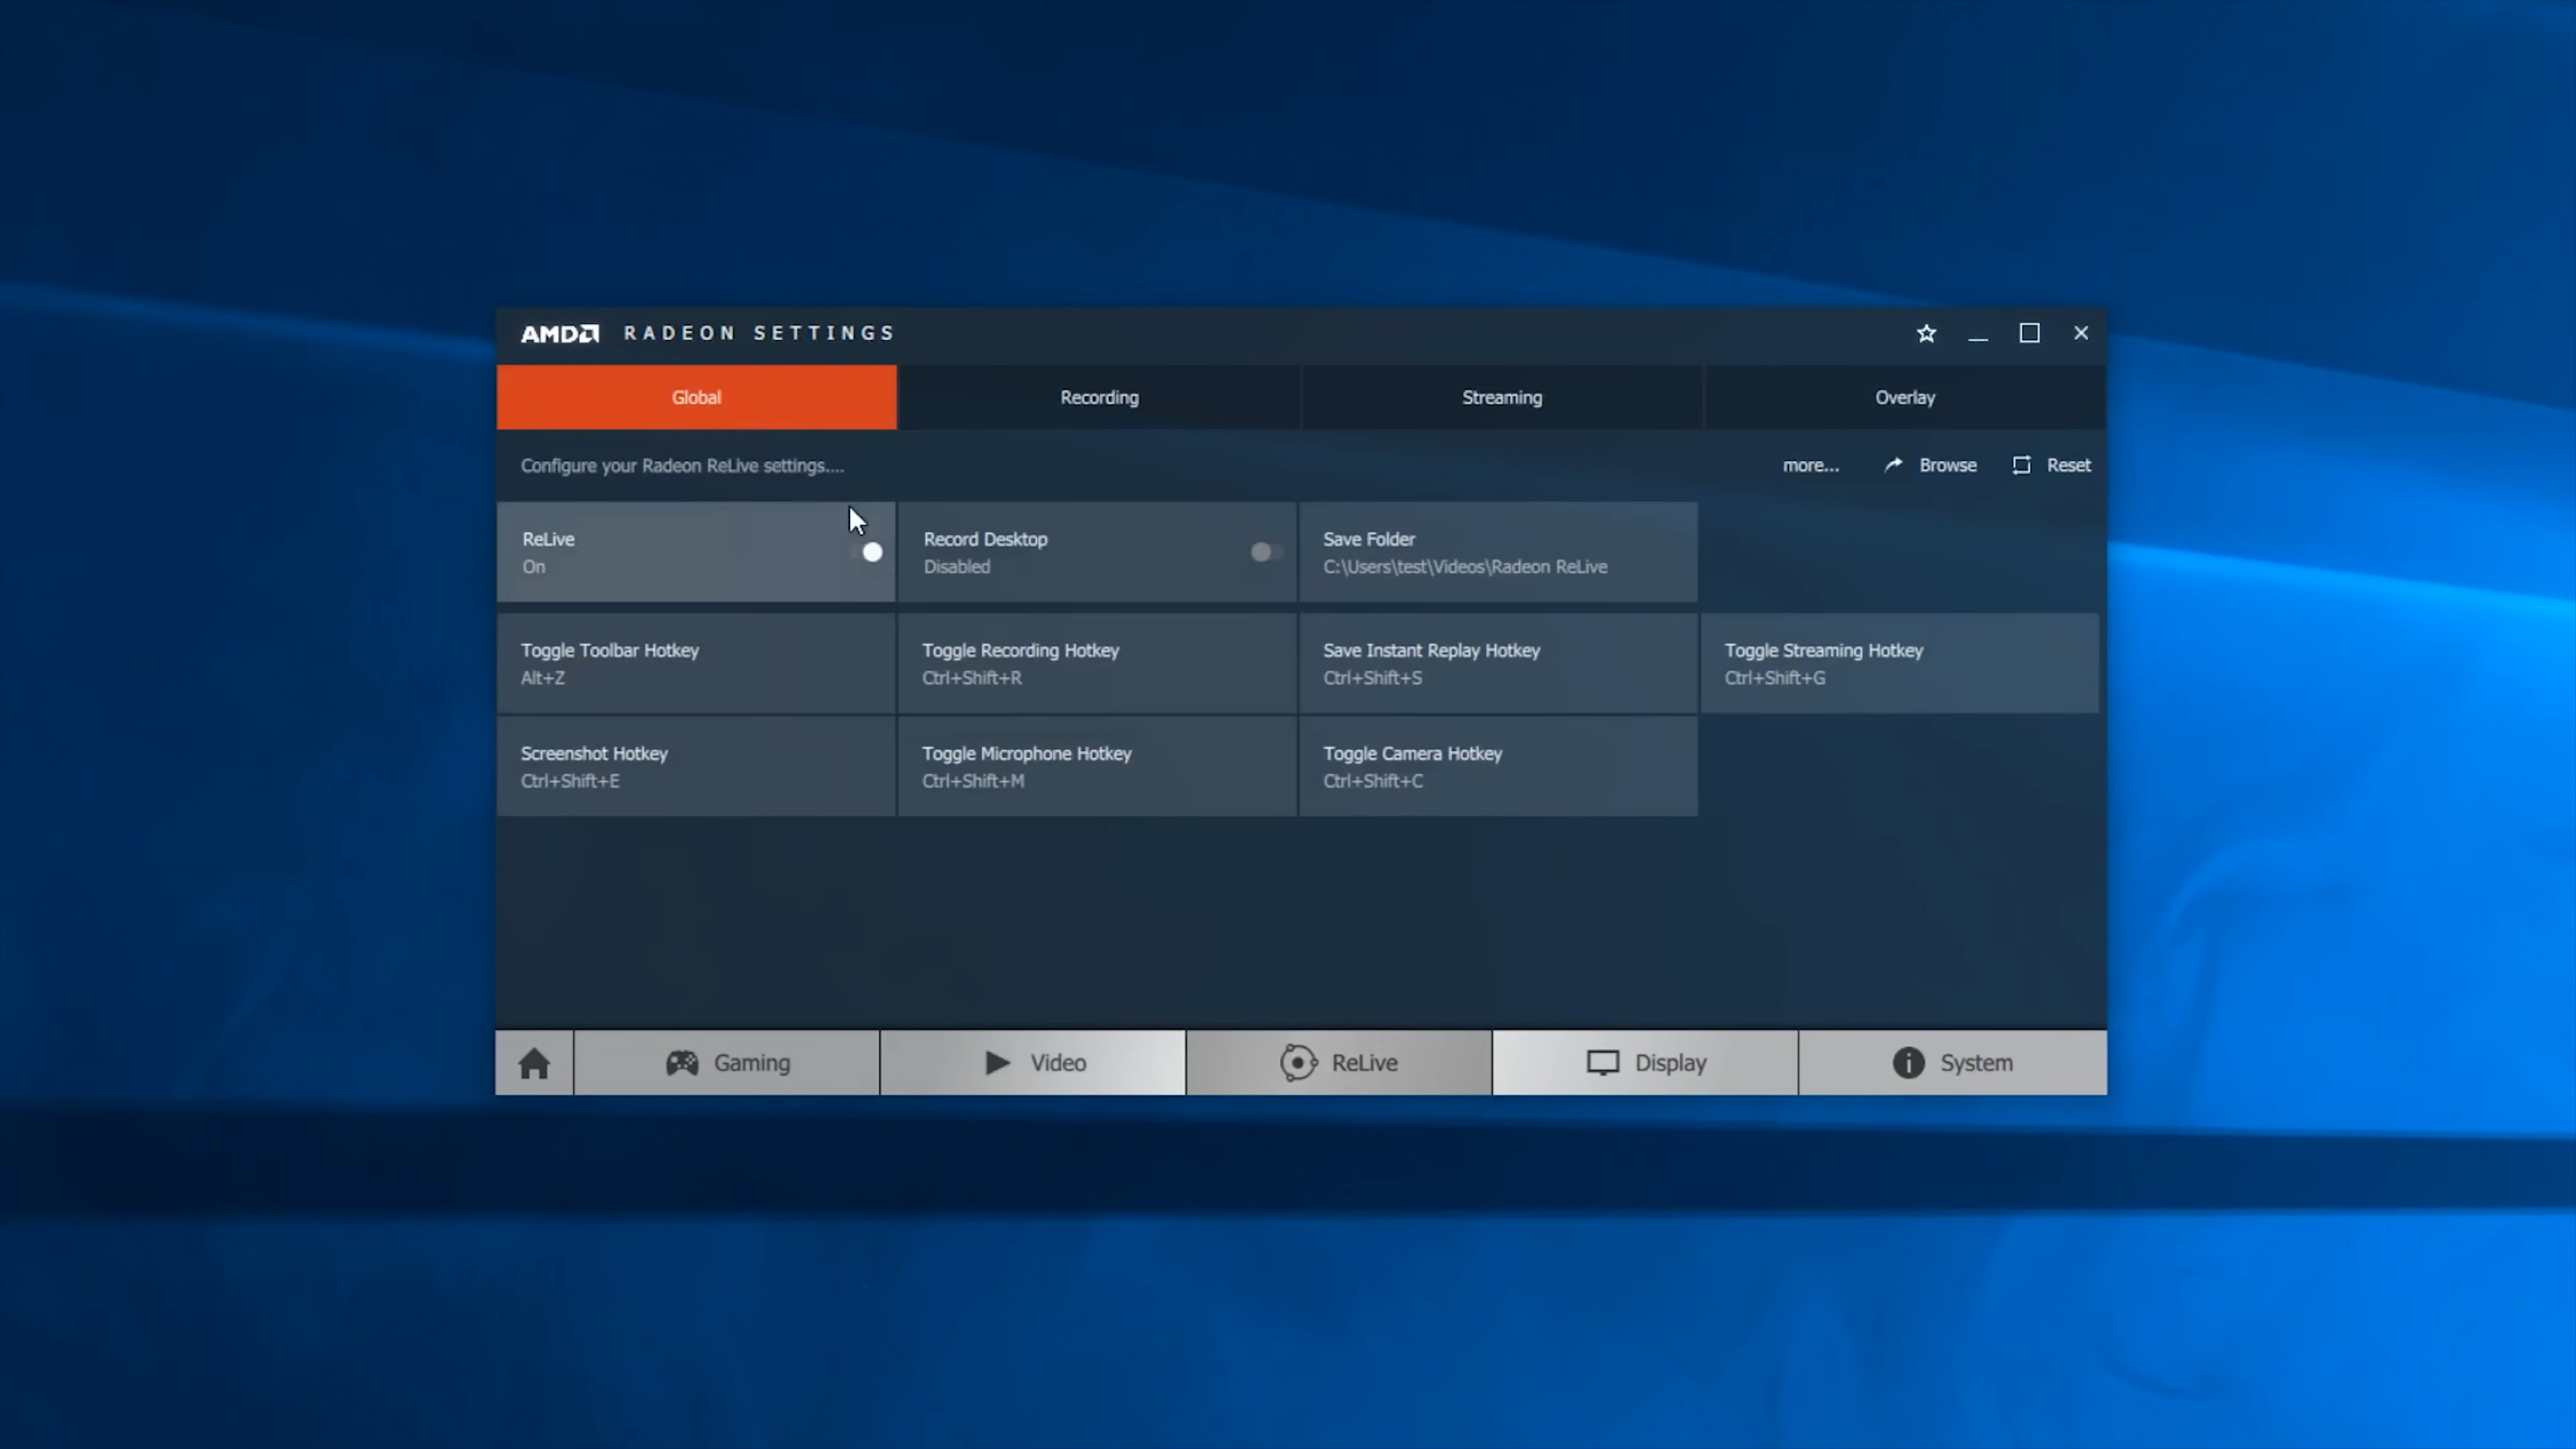 AMD RADEON SETTINGS
Global
Recording
Streaming
Overlay
Configure your Radeon ReLive settings....
more...
Browse
Reset
ReLive
On
Record Desktop
Disabled
Save Folder
C:\Users\test\Videos\Radeon ReLive
Toggle Toolbar Hotkey
Alt+Z
Toggle Recording Hotkey
Ctrl+Shift+R
Save Instant Replay Hotkey
Ctrl+Shift+S
Toggle Streaming Hotkey
Ctrl+Shift+G
Screenshot Hotkey
Ctrl+Shift+E
Toggle Microphone Hotkey
Ctrl+Shift+M
Toggle Camera Hotkey
Ctrl+Shift+C
Gaming
Video
ReLive
Display
System